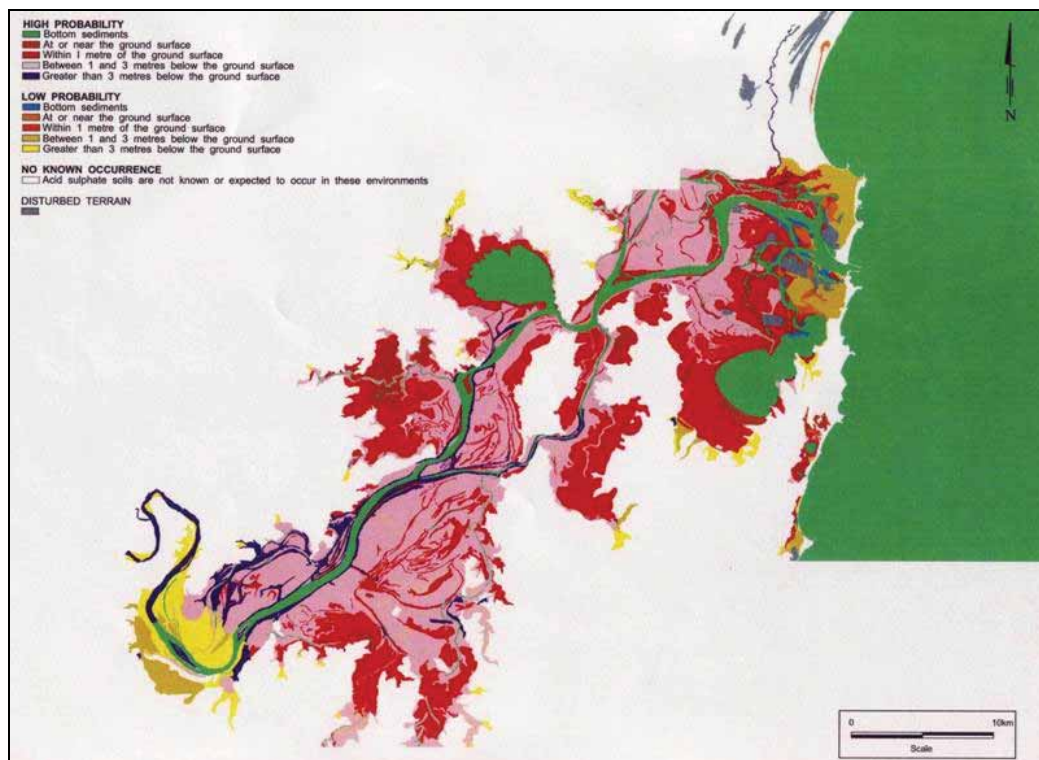 HIGH PROBABILITY
Bottom sediments
At or near the ground surface
Within 1 metre of the ground surface
Between 1 and 3 metres below the ground surface
Greater than 3 metres below the ground surface
LOW PROBABILITY
Bottom sediments
At or near the ground surface
Within 1 metre of the ground surface
Between 1 and 3 metres below the ground surface
Greater than 3 metres below the ground surface
NO KNOWN OCCURRENCE
Acid sulphate soils are not known or expected to occur in these environments
DISTURBED TERRAIN
N
0 10km
Scale